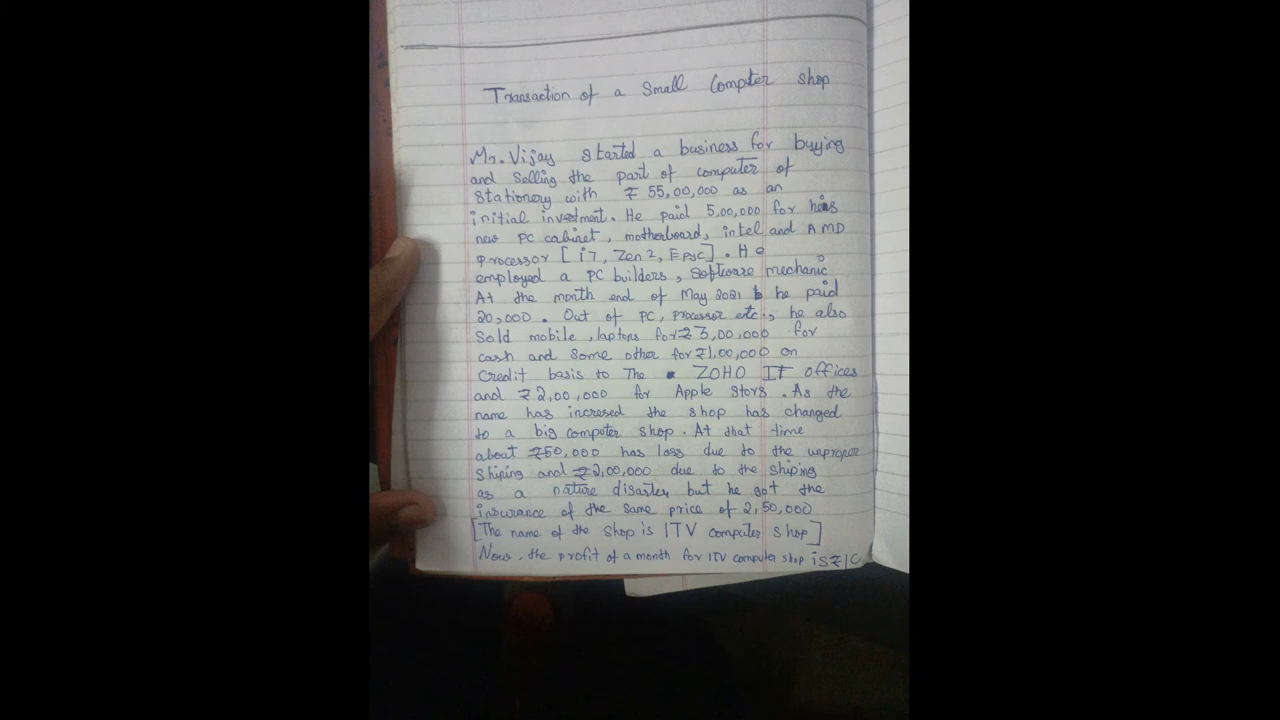 Transaction of a Small Computer shop
Mr. Vijay started a business for buying
and selling the part of computer of
Stationery with ₹ 55,00,000 as an
initial investment. He paid 5,00,000 for his
new PC cabinet, motherboard, intel and AMD
processor [ i7, Zen 2, Epyc]. He
employed a PC builders, software mechanic
At the month end of May 2021 he paid
20,000. Out of PC, processor etc., he also
Sold mobile, laptops for ₹ 3,00,000 for
cash and some other for ₹1,00,000 on
credit basis to The ZOHO IT offices
and ₹ 2,00,000 for Apple stors. As the
name has incresed the shop has changed
to a big computer shop. At that time
about ₹50,000 has loss due to the unproper
Shiping and ₹2,00,000 due to the shiping
as a nature disaster, but he got the
insurance of the same price of 2,50,000
[The name of the shop is ITV computer shop]
Now, the profit of a month for ITV computer shop is ₹1C